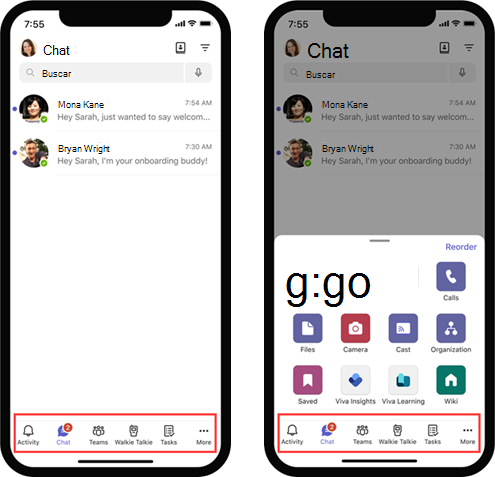 7:55
Chat
Buscar
Mona Kane
7:54 AM
Hey Sarah, just wanted to say welcom...
Bryan Wright
7:30 AM
Hey Sarah, I'm your onboarding buddy!
2
Activity
Chat
Teams
Walkie Talkie
Tasks
More
7:55
Chat
Buscar
Mona Kane
7:54 AM
Hey Sarah, just wanted to say welcom...
Bryan Wright
7:30 AM
Hey Sarah, I'm your onboarding buddy!
Reorder
g:go
Calls
Files
Camera
Cast
Organization
Saved
Viva Insights
Viva Learning
Wiki
2
Activity
Chat
Teams
Walkie Talkie
Tasks
More